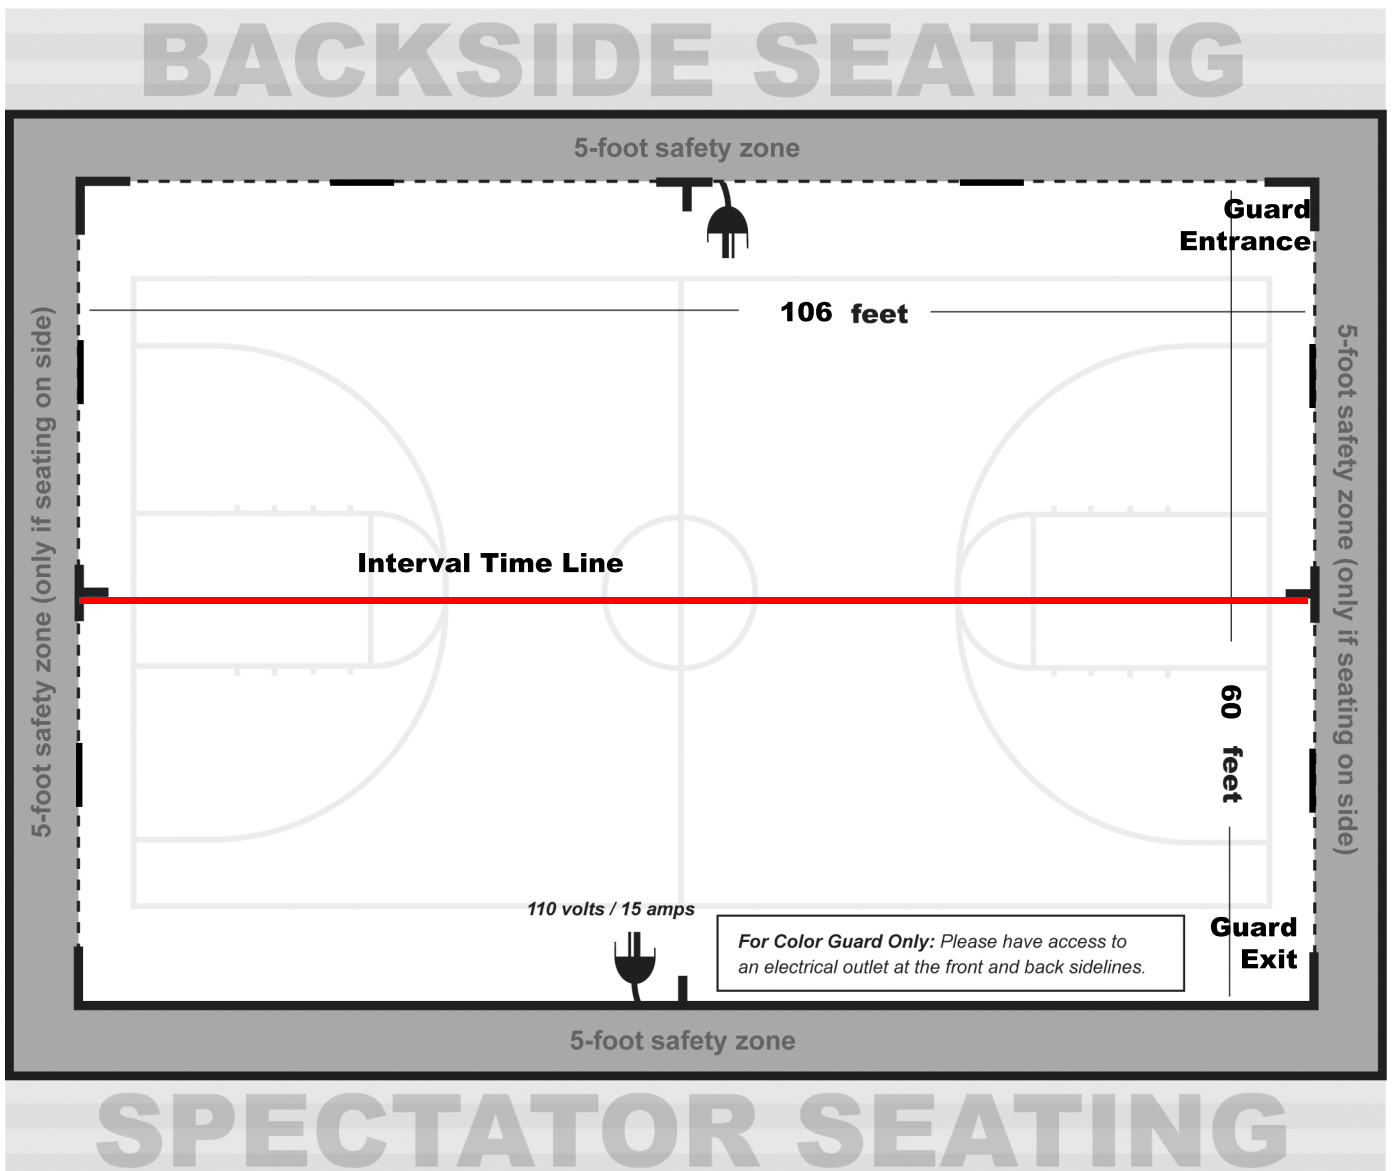 BACKSIDE SEATING
5-foot safety zone
Guard
Entrance
106 feet
5-foot safety zone (only if seating on side)
5-foot safety zone (only if seating on side)
Interval Time Line
60 feet
110 volts / 15 amps
For Color Guard Only: Please have access to
an electrical outlet at the front and back sidelines.
Guard
Exit
5-foot safety zone
SPECTATOR SEATING